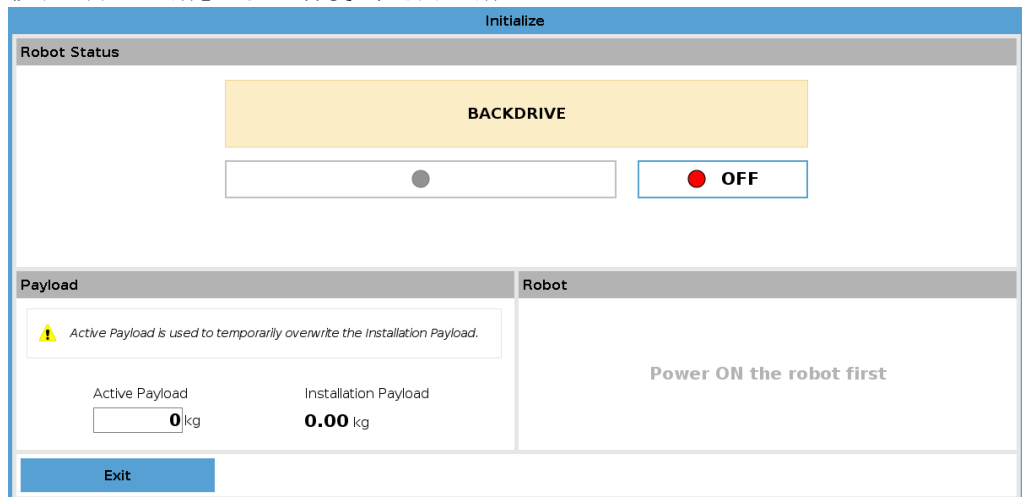 Initialize
Robot Status
BACKDRIVE
OFF
Payload
Robot
Active Payload is used to temporarily overwrite the Installation Payload.
Power ON the robot first
Active Payload
Installation Payload
0 kg
0.00 kg
Exit